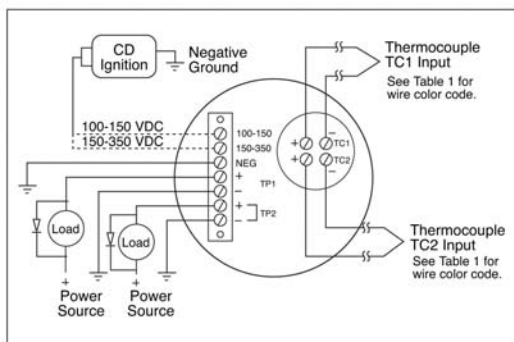 CD
Ignition
Negative
Ground
100-150 VDC
150-350 VDC
100-150
150-350
NEG
+
TP1
−
+
TP2
−
Load
Load
+
Power
Source
+
Power
Source
+
−
TC1
+
TC2
−
−
Thermocouple
TC1 Input
See Table 1 for
wire color code.
Thermocouple
TC2 Input
See Table 1 for
wire color code.